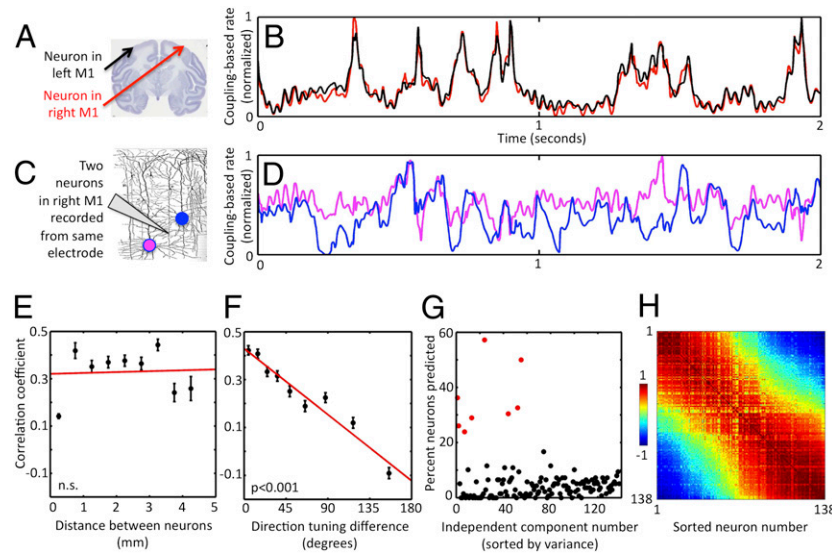 A
Neuron in
left M1
Neuron in
right M1
B
Coupling-based rate
(normalized)
1
0
0
1
2
Time (seconds)
C
Two
neurons
in right M1
recorded
from same
electrode
D
Coupling-based rate
(normalized)
1
0
0
1
2
E
Correlation coefficient
0.5
0.3
0.1
-0.1
n.s.
0 1 2 3 4 5
Distance between neurons
(mm)
F
0.5
0.3
0.1
-0.1
p<0.001
0 45 90 135 180
Direction tuning difference
(degrees)
G
Percent neurons predicted
60
40
20
0
0 40 80 120
Independent component number
(sorted by variance)
H
1
138
1
-1
1 138
Sorted neuron number